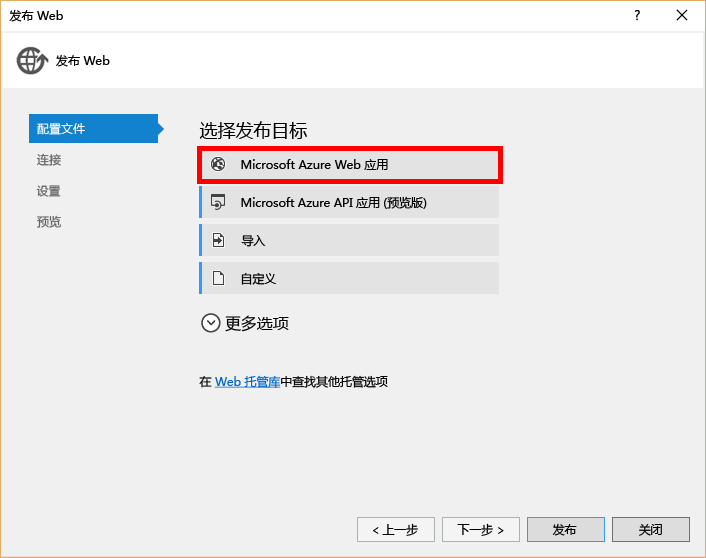 发布 Web
?
发布 Web
配置文件
连接
设置
预览
选择发布目标
Microsoft Azure Web 应用
Microsoft Azure API 应用 (预览版)
导入
自定义
更多选项
在 Web 托管库中查找其他托管选项
< 上一步
下一步 >
发布
关闭